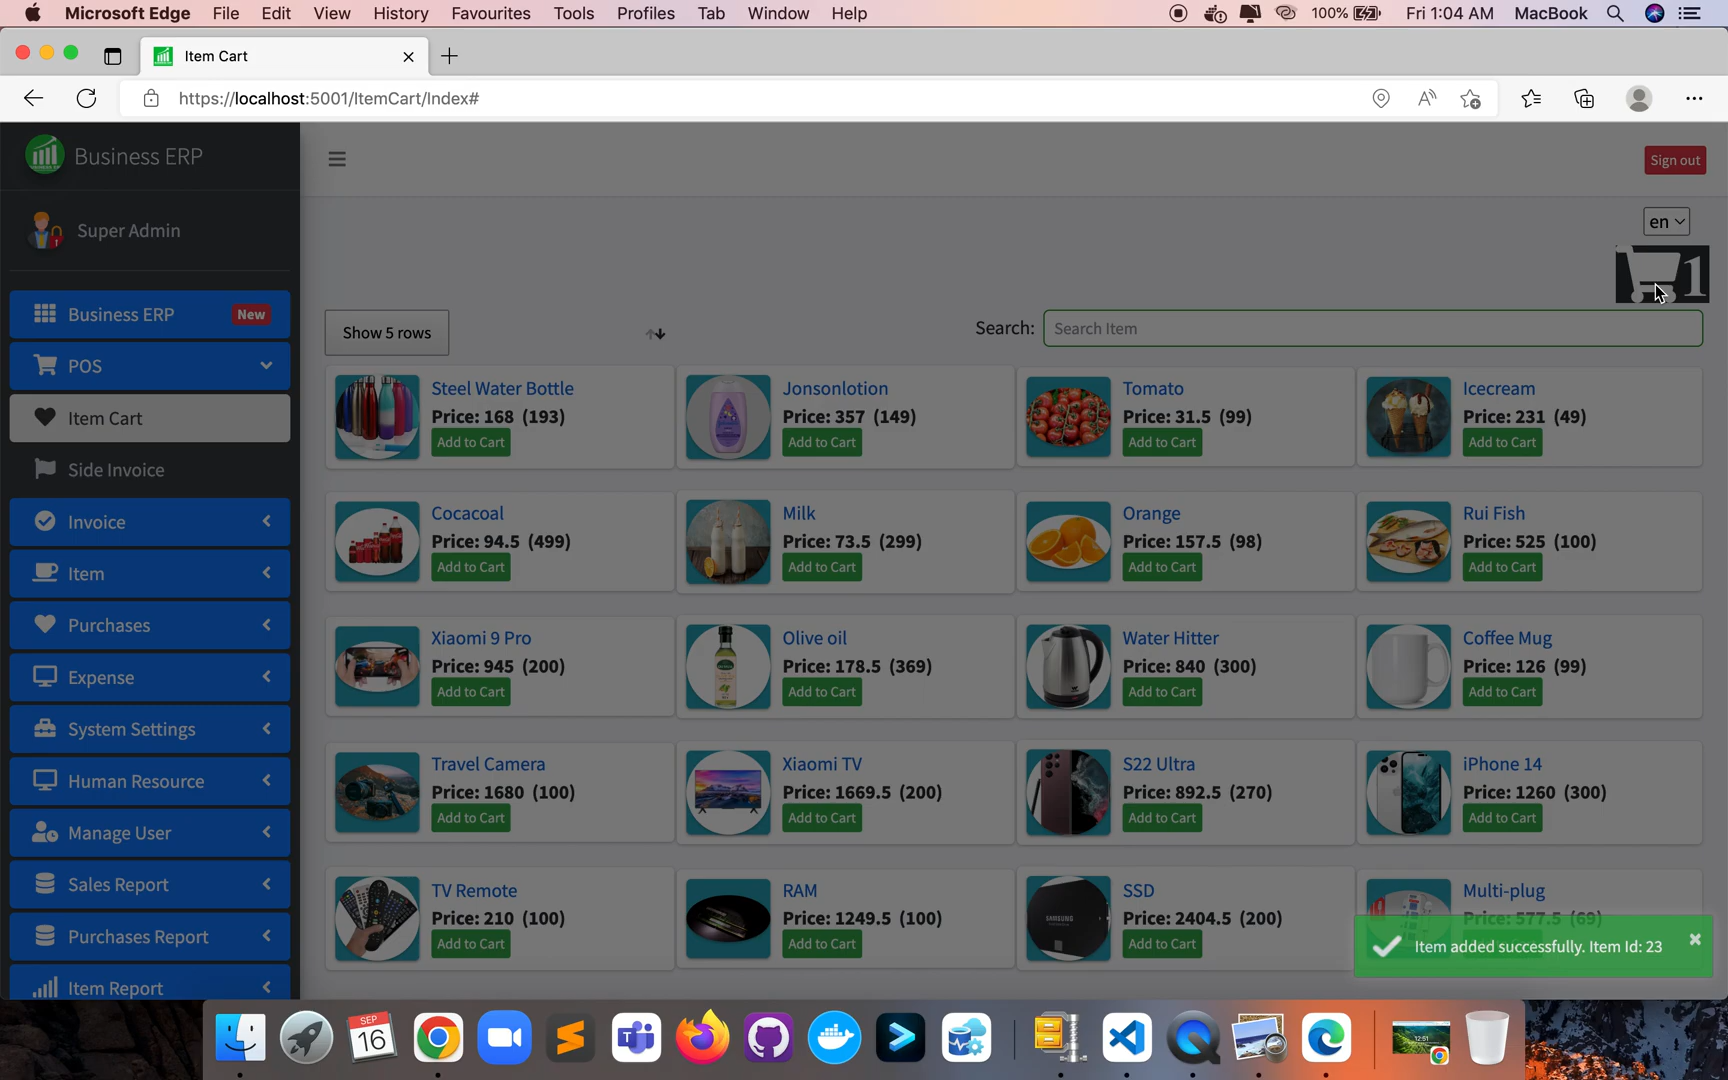 Microsoft Edge File Edit View History Favourites Tools Profiles Tab Window Help 100% Fri 1:04 AM MacBook
Item Cart
https://localhost:5001/ItemCart/Index#
Business ERP
Sign out
Super Admin
en
1
Business ERP New
Show 5 rows
Search: Search Item
POS
Item Cart
Side Invoice
Invoice
Item
Purchases
Expense
System Settings
Human Resource
Manage User
Sales Report
Purchases Report
Item Report
Steel Water Bottle
Price: 168 (193)
Add to Cart
Jonsonlotion
Price: 357 (149)
Add to Cart
Tomato
Price: 31.5 (99)
Add to Cart
Icecream
Price: 231 (49)
Add to Cart
Cocacoal
Price: 94.5 (499)
Add to Cart
Milk
Price: 73.5 (299)
Add to Cart
Orange
Price: 157.5 (98)
Add to Cart
Rui Fish
Price: 525 (100)
Add to Cart
Xiaomi 9 Pro
Price: 945 (200)
Add to Cart
Olive oil
Price: 178.5 (369)
Add to Cart
Water Hitter
Price: 840 (300)
Add to Cart
Coffee Mug
Price: 126 (99)
Add to Cart
Travel Camera
Price: 1680 (100)
Add to Cart
Xiaomi TV
Price: 1669.5 (200)
Add to Cart
S22 Ultra
Price: 892.5 (270)
Add to Cart
iPhone 14
Price: 1260 (300)
Add to Cart
TV Remote
Price: 210 (100)
Add to Cart
RAM
Price: 1249.5 (100)
Add to Cart
SAMSUNG
SSD
Price: 2404.5 (200)
Add to Cart
Multi-plug
Price: 577.5 (69)
Item added successfully. Item Id: 23
SEP
16
12:51